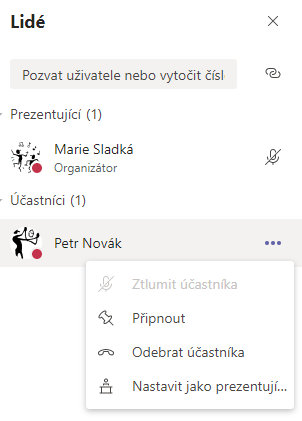 Lidé
Pozvat uživatele nebo vytočit čísl
Prezentující (1)
Marie Sladká
Organizátor
Účastníci (1)
Petr Novák
Ztlumit účastníka
Připnout
Odebrat účastníka
Nastavit jako prezentují...